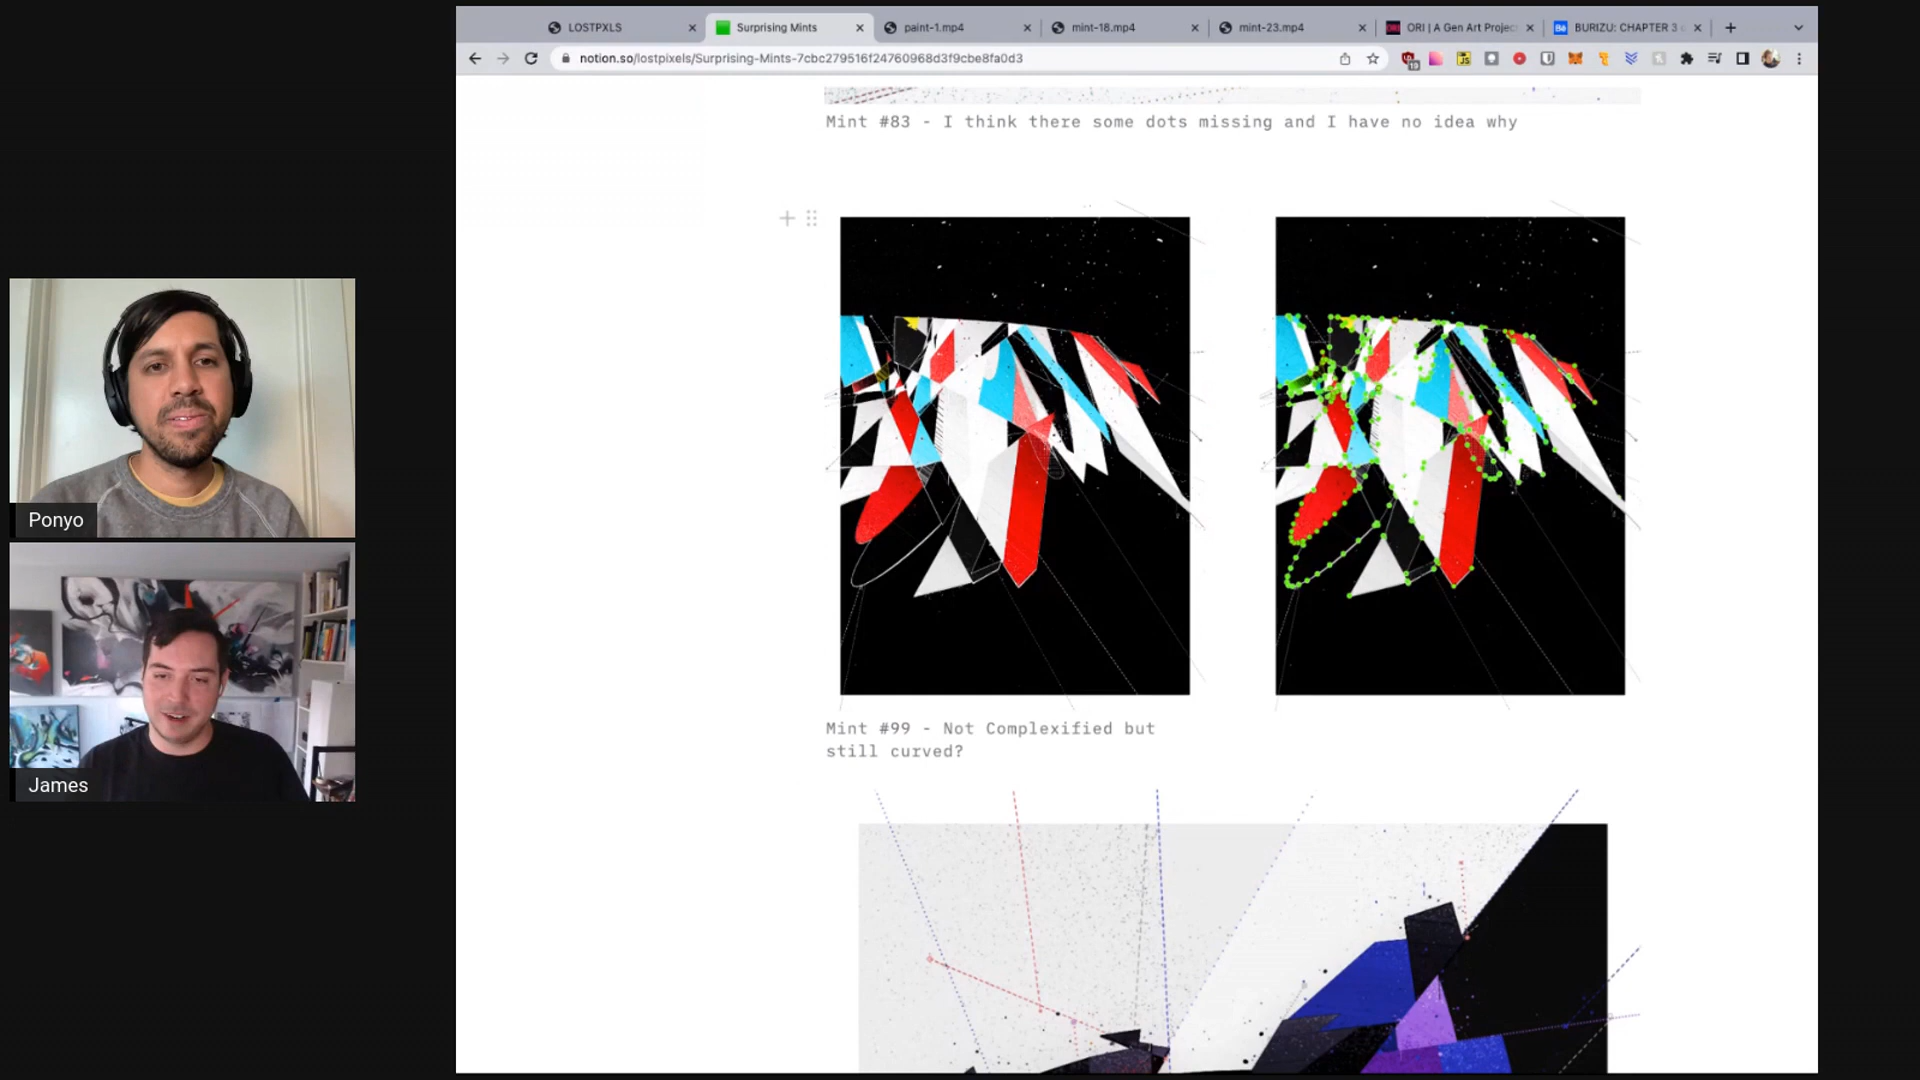 LOSTPXLS
Surprising Mints
paint-1.mp4
mint-18.mp4
mint-23.mp4
ORI | A Gen Art Projec
BURIZU: CHAPTER 3
notion.so/lostpixels/Surprising-Mints-7cbc279516f24760968d3f9cbe8fa0d3
Mint #83 - I think there some dots missing and I have no idea why
Mint #99 - Not Complexified but
still curved?
Ponyo
James